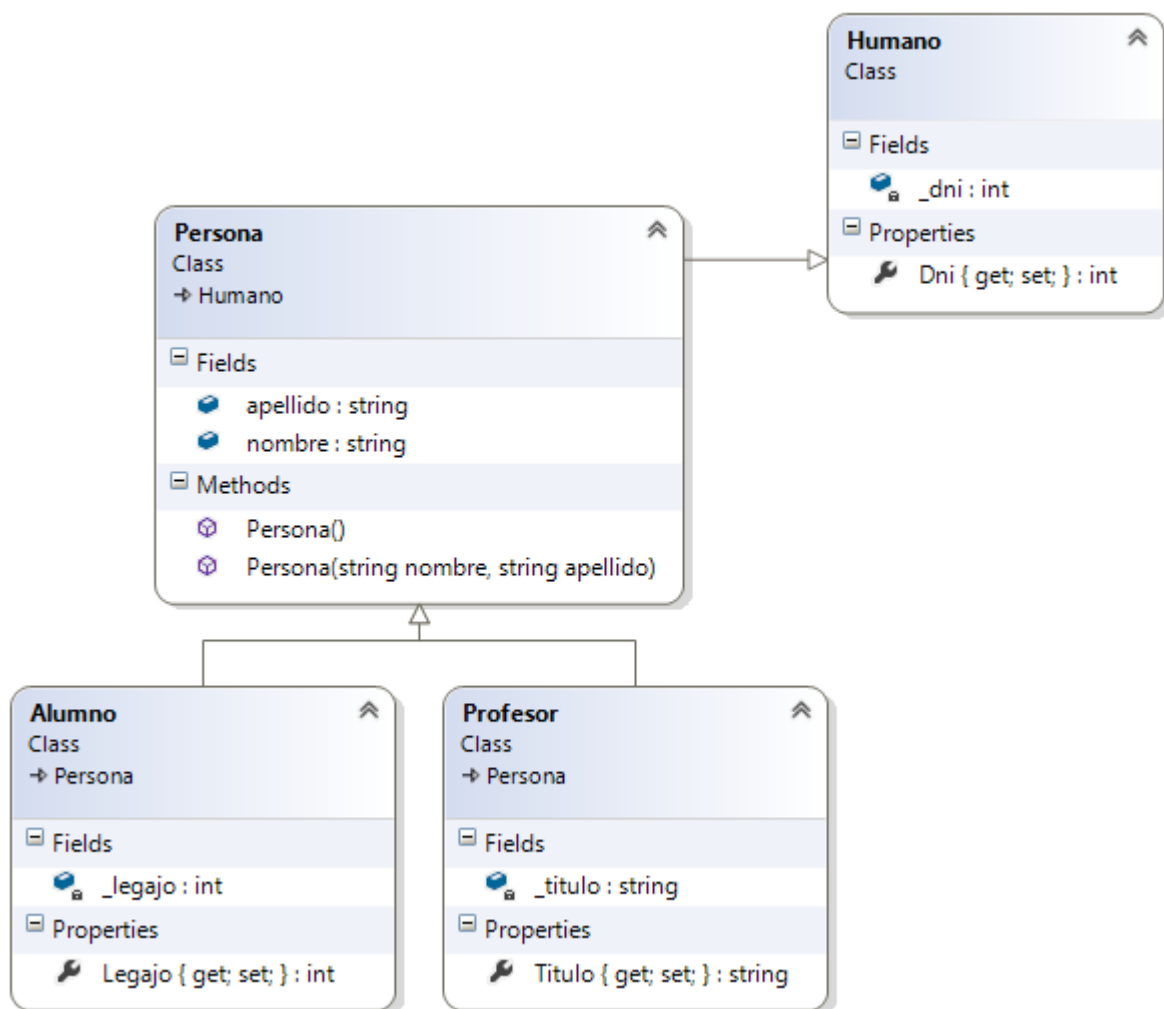 Humano
Class
Fields
_dni : int
Properties
Dni { get; set; } : int
Persona
Class
Humano
Fields
apellido : string
nombre : string
Methods
Persona()
Persona(string nombre, string apellido)
Alumno
Class
Persona
Fields
_legajo : int
Properties
Legajo { get; set; } : int
Profesor
Class
Persona
Fields
_titulo : string
Properties
Titulo { get; set; } : string